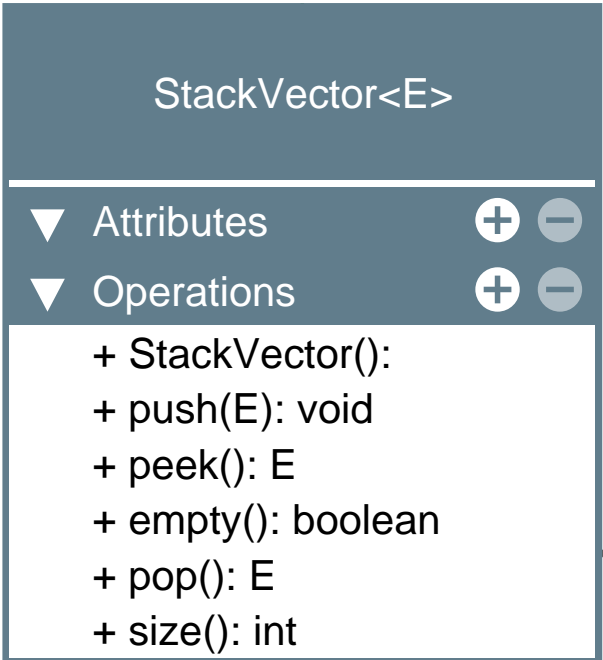 StackVector<E>
Attributes
Operations
+ StackVector():
+ push(E): void
+ peek(): E
+ empty(): boolean
+ pop(): E
+ size(): int